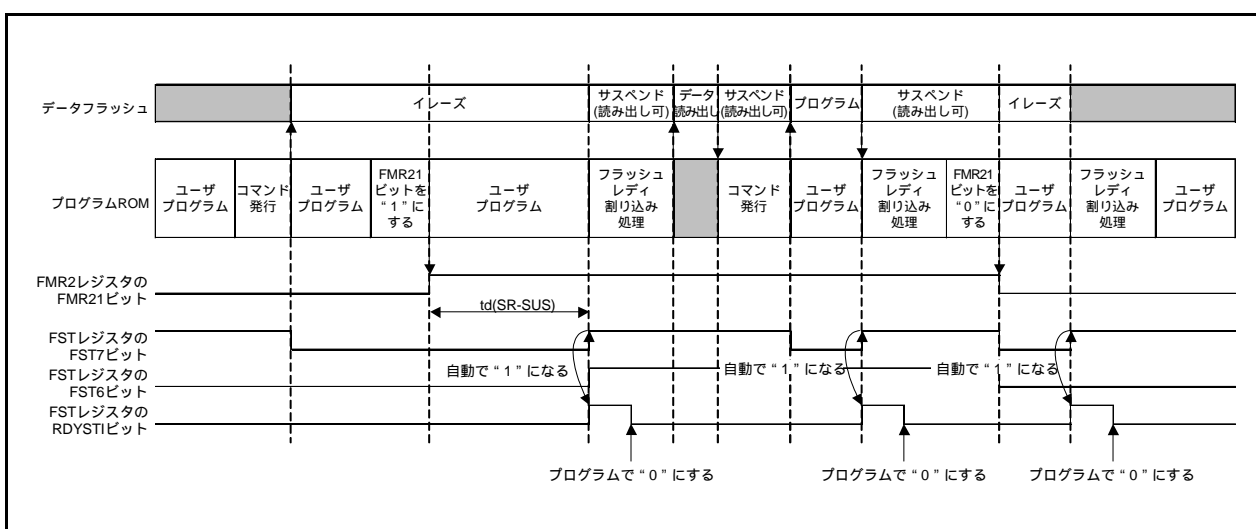 データフラッシュ
イレーズ
サスペンド
(読み出し可)
データ
読み出し
サスペンド
(読み出し可)
プログラム
サスペンド
(読み出し可)
イレーズ
プログラムROM
ユーザ
プログラム
コマンド
発行
ユーザ
プログラム
FMR21
ビットを
“1”に
する
ユーザ
プログラム
フラッシュ
レディ
割り込み
処理
コマンド
発行
ユーザ
プログラム
フラッシュ
レディ
割り込み
処理
FMR21
ビットを
“0”に
する
ユーザ
プログラム
フラッシュ
レディ
割り込み
処理
ユーザ
プログラム
FMR2レジスタの
FMR21ビット
td(SR-SUS)
FSTレジスタの
FST7ビット
自動で“1”になる
自動で“1”になる
自動で“1”になる
FSTレジスタの
FST6ビット
FSTレジスタの
RDYSTIビット
プログラムで“0”にする
プログラムで“0”にする
プログラムで“0”にする